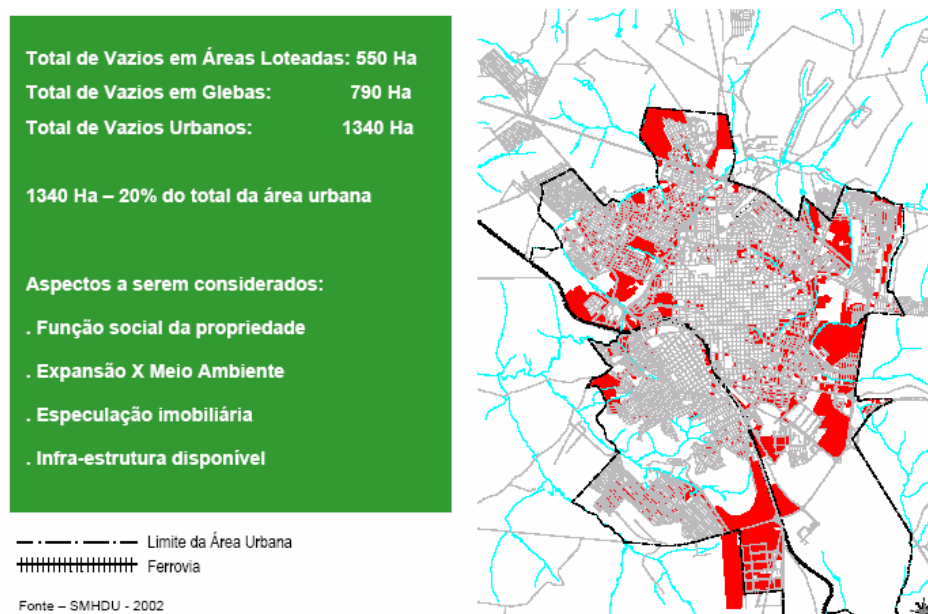 Total de Vazios em Áreas Loteadas: 550 Ha
Total de Vazios em Glebas: 790 Ha
Total de Vazios Urbanos: 1340 Ha
1340 Ha – 20% do total da área urbana
Aspectos a serem considerados:
. Função social da propriedade
. Expansão X Meio Ambiente
. Especulação imobiliária
. Infra-estrutura disponível
Limite da Área Urbana
Ferrovia
Fonte – SMHDU - 2002